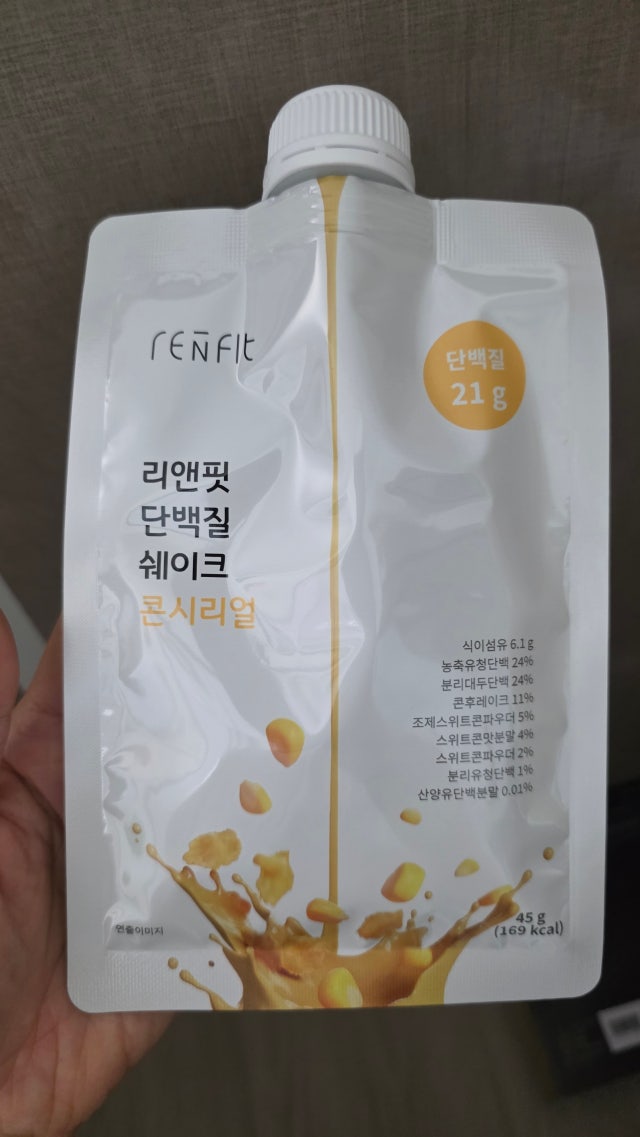 RENFIt
단백질
21 g
리앤핏
단백질
쉐이크
콘시리얼
식이섬유 6.1 g
농축유청단백 24%
분리대두단백 24%
콘후레이크 11%
조제스위트콘파우더 5%
스위트콘맛분말 4%
스위트콘파우더 2%
분리유청단백 1%
산양유단백분말 0.01%
연출이미지
45 g
(169 kcal)